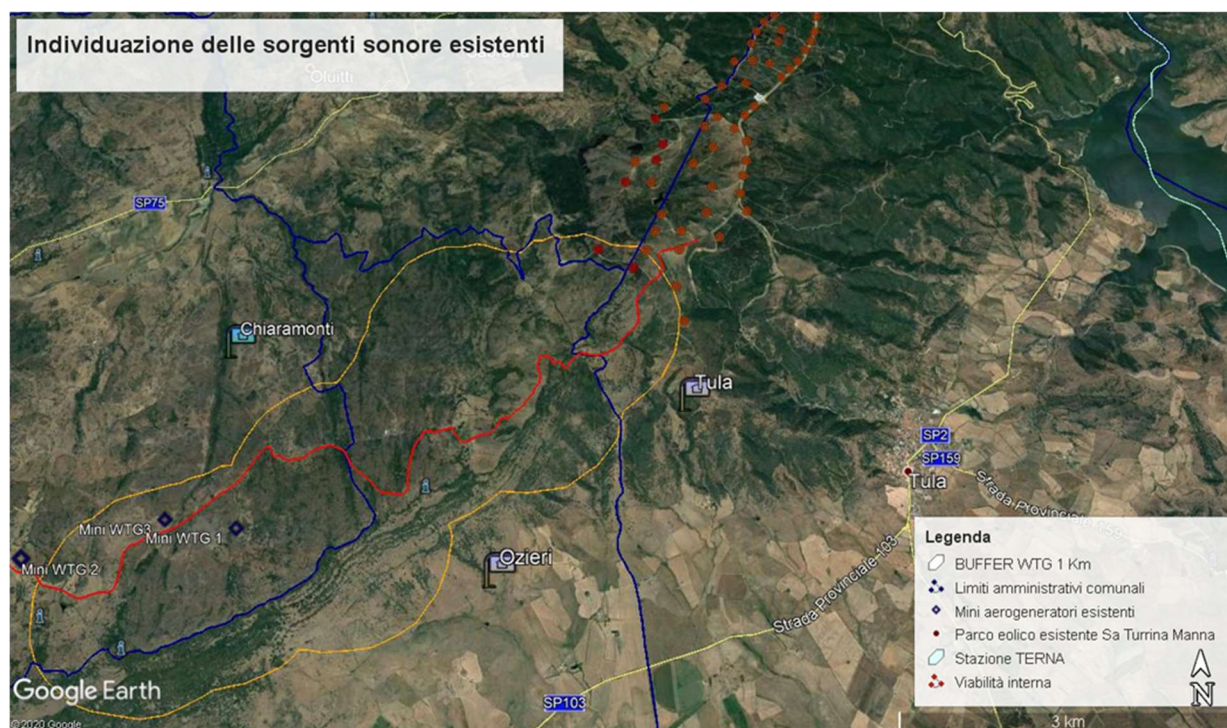 Individuazione delle sorgenti sonore esistenti
Oluitti
SP75
Chiaramonti
Tula
SP2
SP159
Tula
Strada Provinciale 159
Mini WTG3
Mini WTG 1
Mini WTG 2
Ozieri
Strada Provinciale 103
SP103
Legenda
BUFFER WTG 1 Km
Limiti amministrativi comunali
Mini aerogeneratori esistenti
Parco eolico esistente Sa Turrina Manna
Stazione TERNA
Viabilità interna
N
3 km
Google Earth
©2020 Google